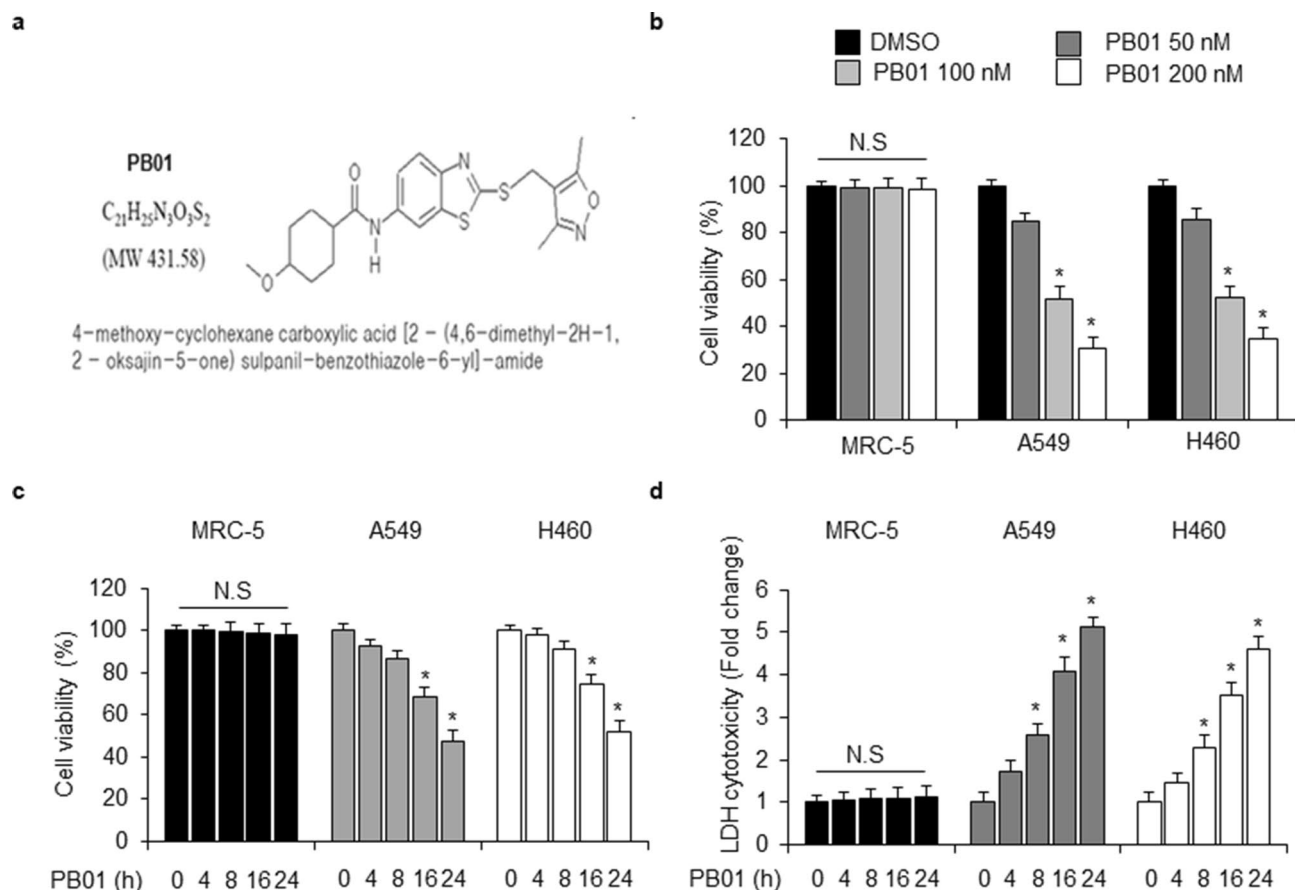 a
PB01
C21H25N3O3S2
(MW 431.58)
O
N
H
N
S
S
O
N
O
4-methoxy-cyclohexane carboxylic acid [2 - (4,6-dimethyl-2H-1,
2 - oksajin-5-one) sulpanil-benzothiazole-6-yl]-amide
b
DMSO
PB01 50 nM
PB01 100 nM
PB01 200 nM
Cell viability (%)
120
100
80
60
40
20
0
N.S
* * * *
MRC-5 A549 H460
c
MRC-5 A549 H460
Cell viability (%)
120
100
80
60
40
20
0
N.S
* * * *
PB01 (h) 0 4 8 16 24 0 4 8 16 24 0 4 8 16 24
d
MRC-5 A549 H460
LDH cytotoxicity (Fold change)
6
5
4
3
2
1
0
N.S
* * * * * *
PB01 (h) 0 4 8 16 24 0 4 8 16 24 0 4 8 16 24